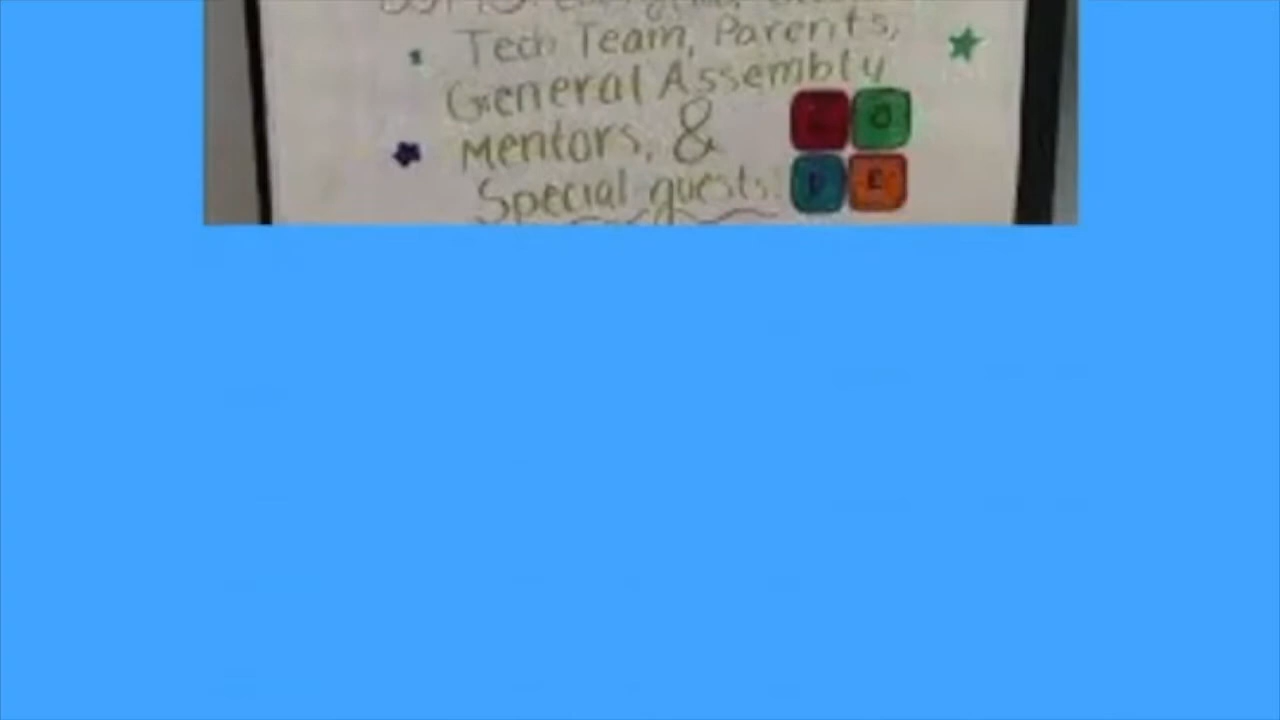 Tech Team, Parents,
General Assembly
Mentors, &
Special guests!
C O
D E